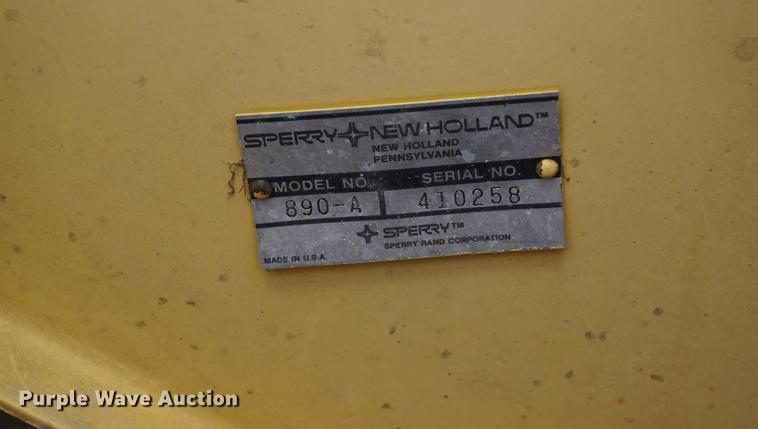 SPERRY NEW HOLLAND™
NEW HOLLAND
PENNSYLVANIA
MODEL NO. SERIAL NO.
890-A 410258
SPERRY™
SPERRY RAND CORPORATION
MADE IN U.S.A.
Purple Wave Auction